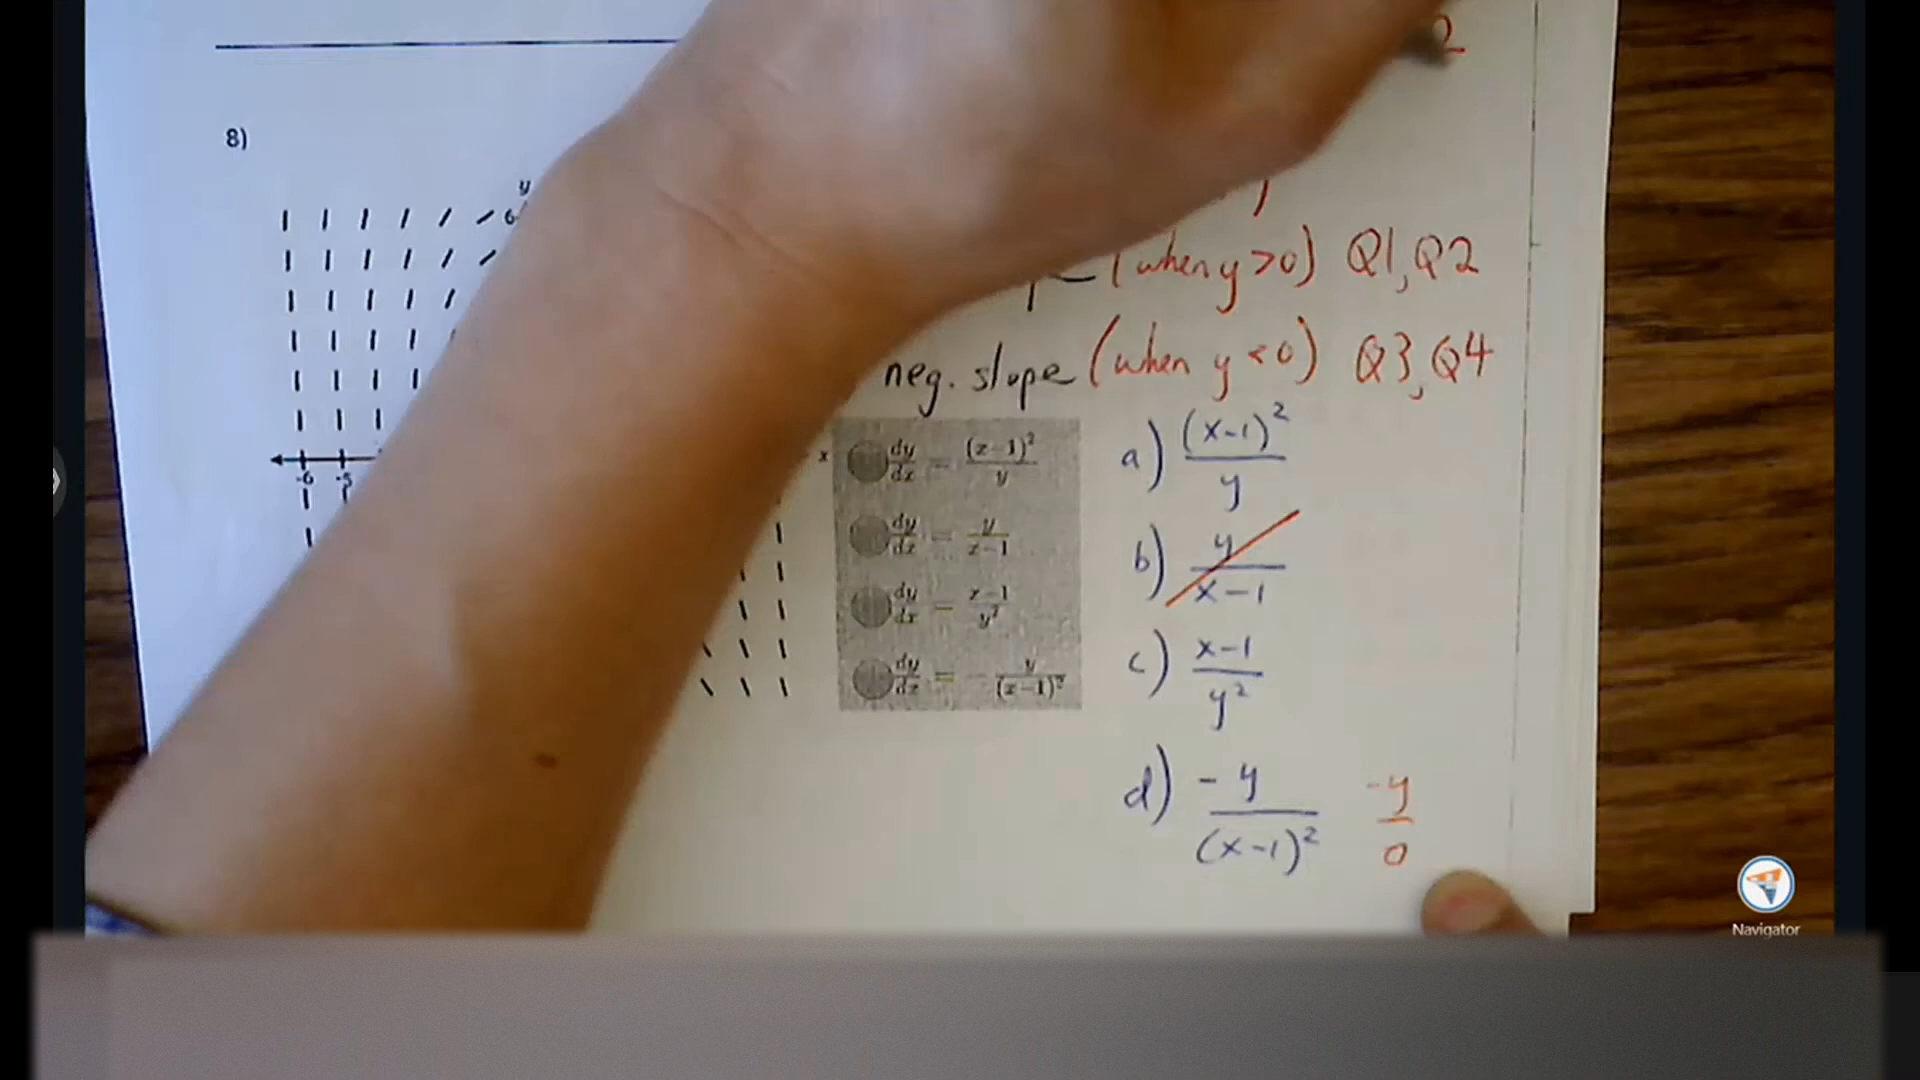 2
8)
y
6
(when y > 0) Q1, Q2
neg. slope (when y < 0) Q3, Q4
x
-6 -5
dy/dx = (x-1)²/y
dy/dx = y/(x-1)
dy/dx = (x-1)/y²
dy/dx = - y/(x-1)²
a) (x-1)²/y
b) y/(x-1)
c) (x-1)/y²
d) -y/(x-1)² -y/0
Navigator